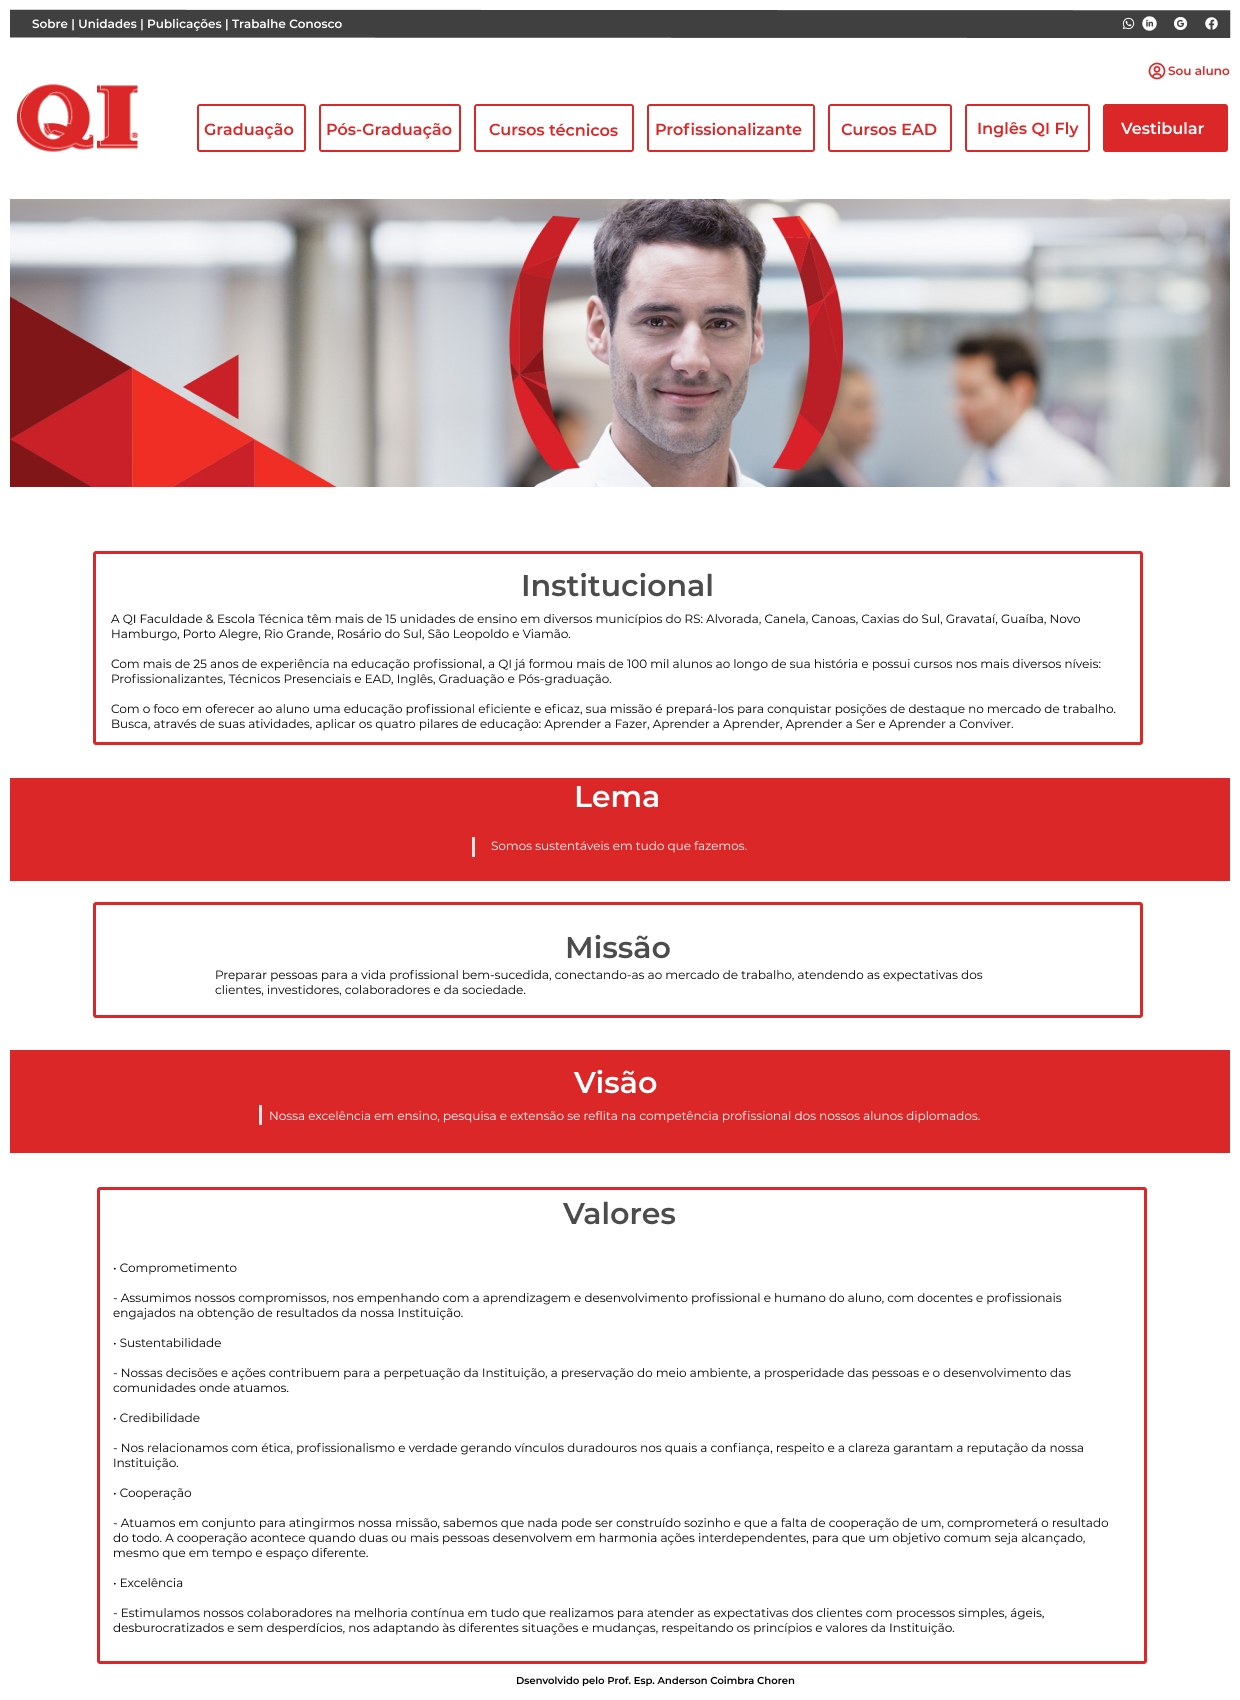 Sobre | Unidades | Publicações | Trabalhe Conosco
Sou aluno
QI
Graduação
Pós-Graduação
Cursos técnicos
Profissionalizante
Cursos EAD
Inglês QI Fly
Vestibular
Institucional
A QI Faculdade & Escola Técnica têm mais de 15 unidades de ensino em diversos municípios do RS: Alvorada, Canela, Canoas, Caxias do Sul, Gravataí, Guaíba, Novo
Hamburgo, Porto Alegre, Rio Grande, Rosário do Sul, São Leopoldo e Viamão.
Com mais de 25 anos de experiência na educação profissional, a QI já formou mais de 100 mil alunos ao longo de sua história e possui cursos nos mais diversos níveis:
Profissionalizantes, Técnicos Presenciais e EAD, Inglês, Graduação e Pós-graduação.
Com o foco em oferecer ao aluno uma educação profissional eficiente e eficaz, sua missão é prepará-los para conquistar posições de destaque no mercado de trabalho.
Busca, através de suas atividades, aplicar os quatro pilares de educação: Aprender a Fazer, Aprender a Aprender, Aprender a Ser e Aprender a Conviver.
Lema
Somos sustentáveis em tudo que fazemos.
Missão
Preparar pessoas para a vida profissional bem-sucedida, conectando-as ao mercado de trabalho, atendendo as expectativas dos
clientes, investidores, colaboradores e da sociedade.
Visão
Nossa excelência em ensino, pesquisa e extensão se reflita na competência profissional dos nossos alunos diplomados.
Valores
• Comprometimento
- Assumimos nossos compromissos, nos empenhando com a aprendizagem e desenvolvimento profissional e humano do aluno, com docentes e profissionais
engajados na obtenção de resultados da nossa Instituição.
• Sustentabilidade
- Nossas decisões e ações contribuem para a perpetuação da Instituição, a preservação do meio ambiente, a prosperidade das pessoas e o desenvolvimento das
comunidades onde atuamos.
• Credibilidade
- Nos relacionamos com ética, profissionalismo e verdade gerando vínculos duradouros nos quais a confiança, respeito e a clareza garantam a reputação da nossa
Instituição.
• Cooperação
- Atuamos em conjunto para atingirmos nossa missão, sabemos que nada pode ser construído sozinho e que a falta de cooperação de um, comprometerá o resultado
do todo. A cooperação acontece quando duas ou mais pessoas desenvolvem em harmonia ações interdependentes, para que um objetivo comum seja alcançado,
mesmo que em tempo e espaço diferente.
• Excelência
- Estimulamos nossos colaboradores na melhoria contínua em tudo que realizamos para atender as expectativas dos clientes com processos simples, ágeis,
desburocratizados e sem desperdícios, nos adaptando às diferentes situações e mudanças, respeitando os princípios e valores da Instituição.
Dsenvolvido pelo Prof. Esp. Anderson Coimbra Choren